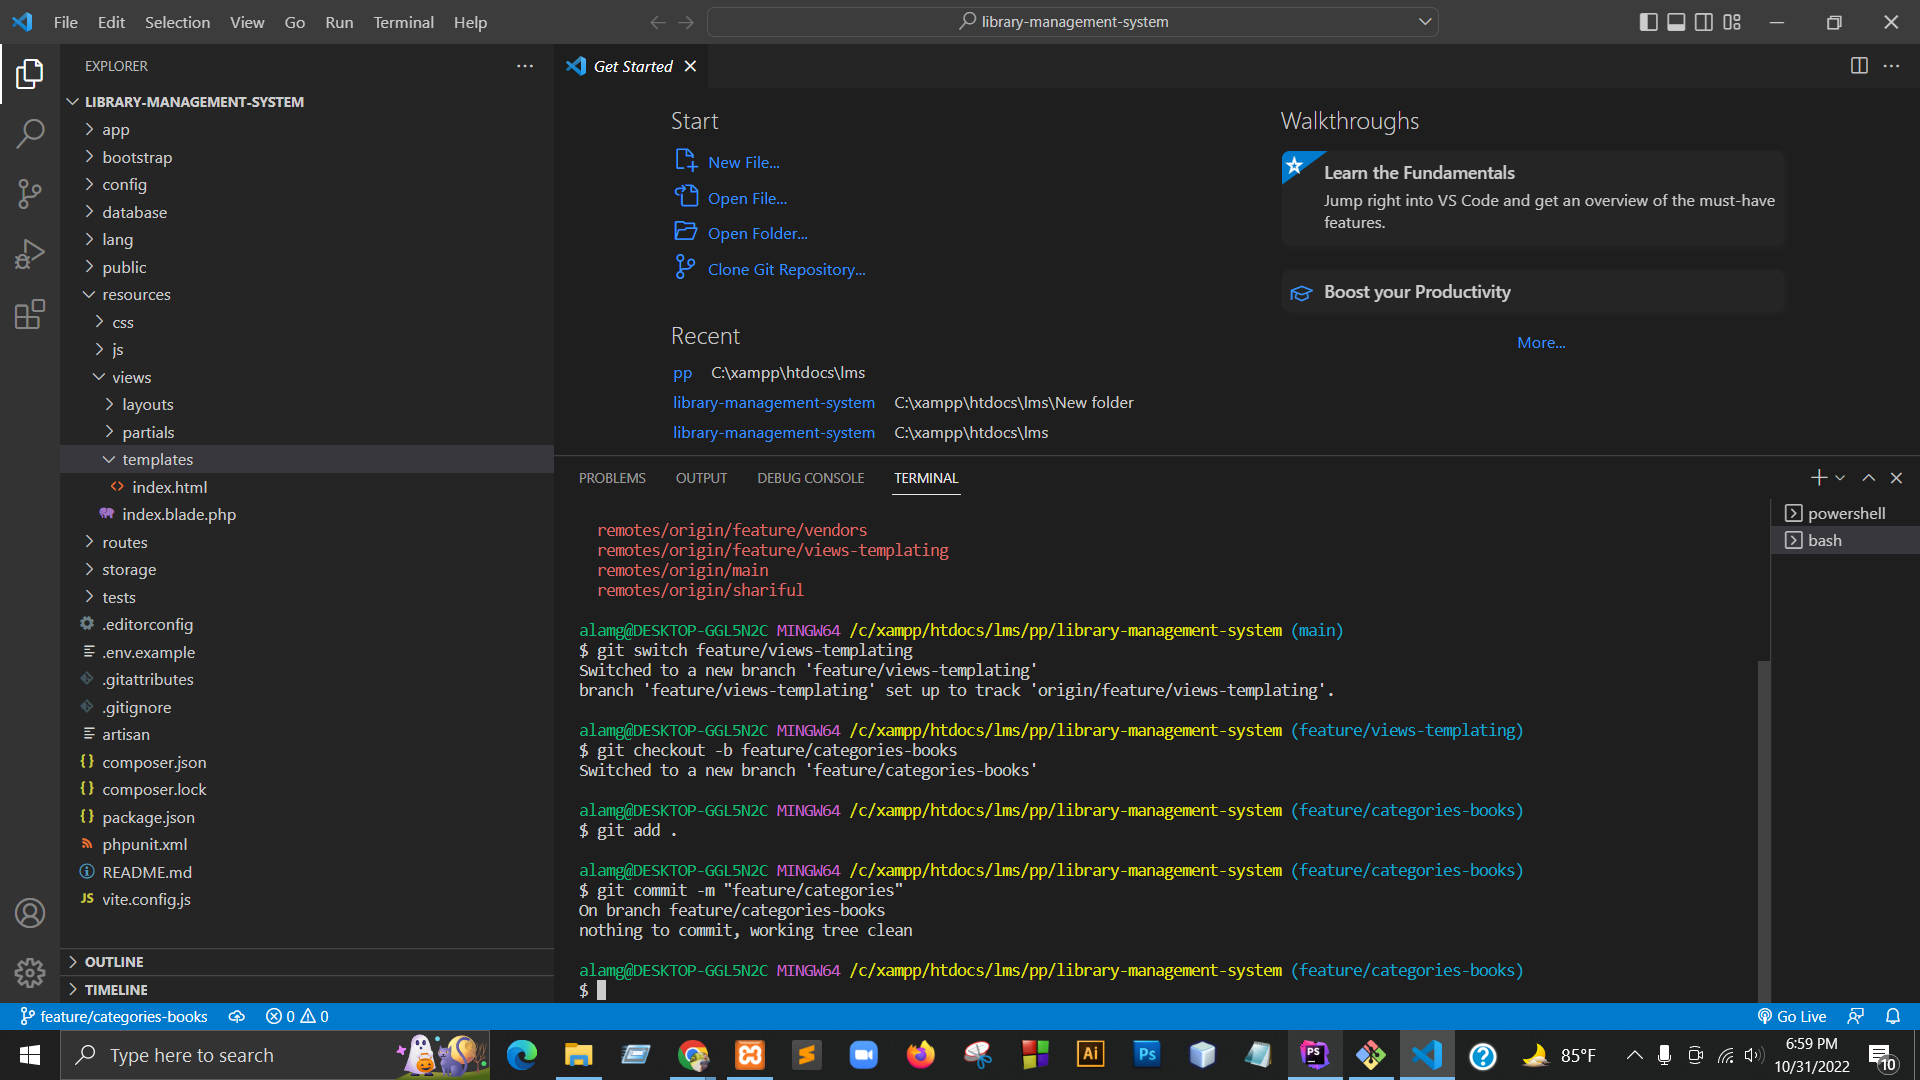 File Edit Selection View Go Run Terminal Help
library-management-system
EXPLORER
LIBRARY-MANAGEMENT-SYSTEM
app
bootstrap
config
database
lang
public
resources
css
js
views
layouts
partials
templates
index.html
index.blade.php
routes
storage
tests
.editorconfig
.env.example
.gitattributes
.gitignore
artisan
composer.json
composer.lock
package.json
phpunit.xml
README.md
JS vite.config.js
OUTLINE
TIMELINE
Get Started
Start
New File...
Open File...
Open Folder...
Clone Git Repository...
Recent
pp C:\xampp\htdocs\lms
library-management-system C:\xampp\htdocs\lms\New folder
library-management-system C:\xampp\htdocs\lms
Walkthroughs
Learn the Fundamentals
Jump right into VS Code and get an overview of the must-have
features.
Boost your Productivity
More...
PROBLEMS OUTPUT DEBUG CONSOLE TERMINAL
remotes/origin/feature/vendors
remotes/origin/feature/views-templating
remotes/origin/main
remotes/origin/shariful
alamg@DESKTOP-GGL5N2C MINGW64 /c/xampp/htdocs/lms/pp/library-management-system (main)
$ git switch feature/views-templating
Switched to a new branch 'feature/views-templating'
branch 'feature/views-templating' set up to track 'origin/feature/views-templating'.
alamg@DESKTOP-GGL5N2C MINGW64 /c/xampp/htdocs/lms/pp/library-management-system (feature/views-templating)
$ git checkout -b feature/categories-books
Switched to a new branch 'feature/categories-books'
alamg@DESKTOP-GGL5N2C MINGW64 /c/xampp/htdocs/lms/pp/library-management-system (feature/categories-books)
$ git add .
alamg@DESKTOP-GGL5N2C MINGW64 /c/xampp/htdocs/lms/pp/library-management-system (feature/categories-books)
$ git commit -m "feature/categories"
On branch feature/categories-books
nothing to commit, working tree clean
alamg@DESKTOP-GGL5N2C MINGW64 /c/xampp/htdocs/lms/pp/library-management-system (feature/categories-books)
$
powershell
bash
feature/categories-books 0 0
Go Live
Type here to search
Ai
Ps
PS
85°F
6:59 PM
10/31/2022
10